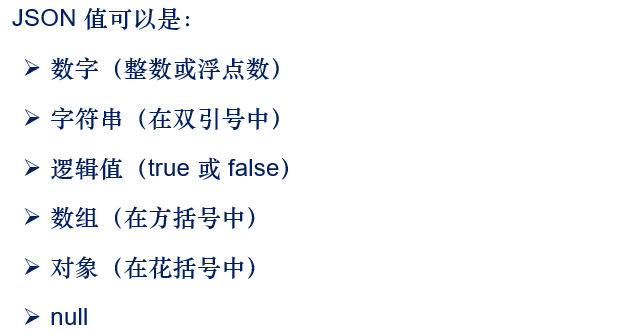 JSON 值可以是：
➢ 数字（整数或浮点数）
➢ 字符串（在双引号中）
➢ 逻辑值（true 或 false）
➢ 数组（在方括号中）
➢ 对象（在花括号中）
➢ null